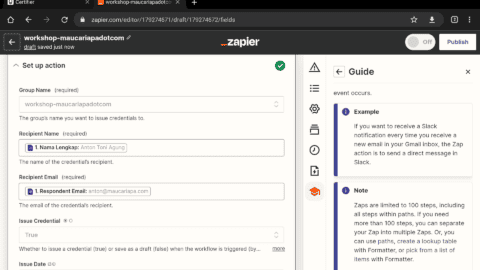 Certifier
workshop-maucariapadotcom
zapier.com/editor/179274671/draft/179274672/fields
workshop-maucariapadotcom
draft saved just now
zapier
Off
Publish
Set up action
Group Name (required)
workshop-maucariapadotcom
The group's name you want to issue credentials to.
Recipient Name (required)
1. Nama Lengkap: Anton Toni Agung
The name of the credential's recipient.
Recipient Email (required)
1. Respondent Email: anton@maucariapa.com
The email of the credential's recipient.
Issue Credential
True
Whether to issue a credential (true) or save as a draft (false) when the workflow is triggered (by...
more
Issue Date
Guide
event occurs.
Example
If you want to receive a Slack
notification every time you receive a
new email in your Gmail inbox, the Zap
action is to send a direct message in
Slack.
Note
Zaps are limited to 100 steps, including
all steps within paths. If you need
more than 100 steps, you can separate
your Zap into multiple Zaps. Or, you
can use paths, create a lookup table
with Formatter, or pick from a list of
items with Formatter.